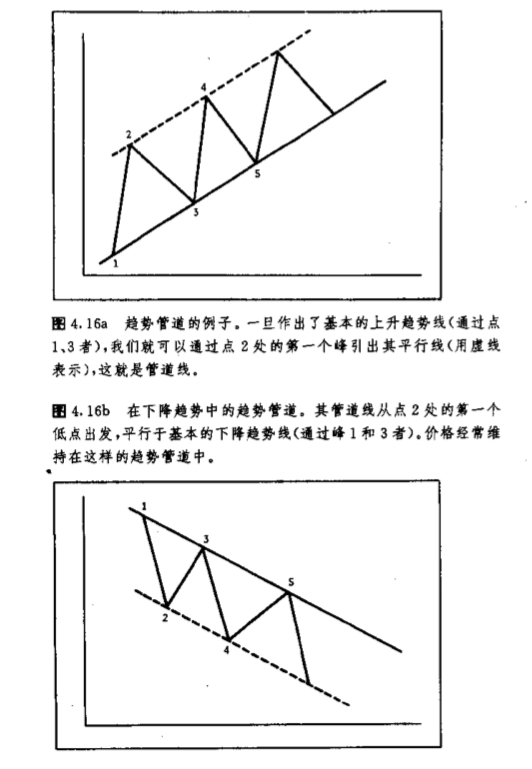 2
4
1
3
5
图 4.16a 趋势管道的例子。一旦作出了基本的上升趋势线(通过点
1、3者),我们就可以通过点 2 处的第一个峰引出其平行线(用虚线
表示),这就是管道线。
图 4.16b 在下降趋势中的趋势管道。其管道线从点 2 处的第一个
低点出发,平行于基本的下降趋势线(通过峰 1 和 3 者)。价格经常维
持在这样的趋势管道中。
1
3
5
2
4